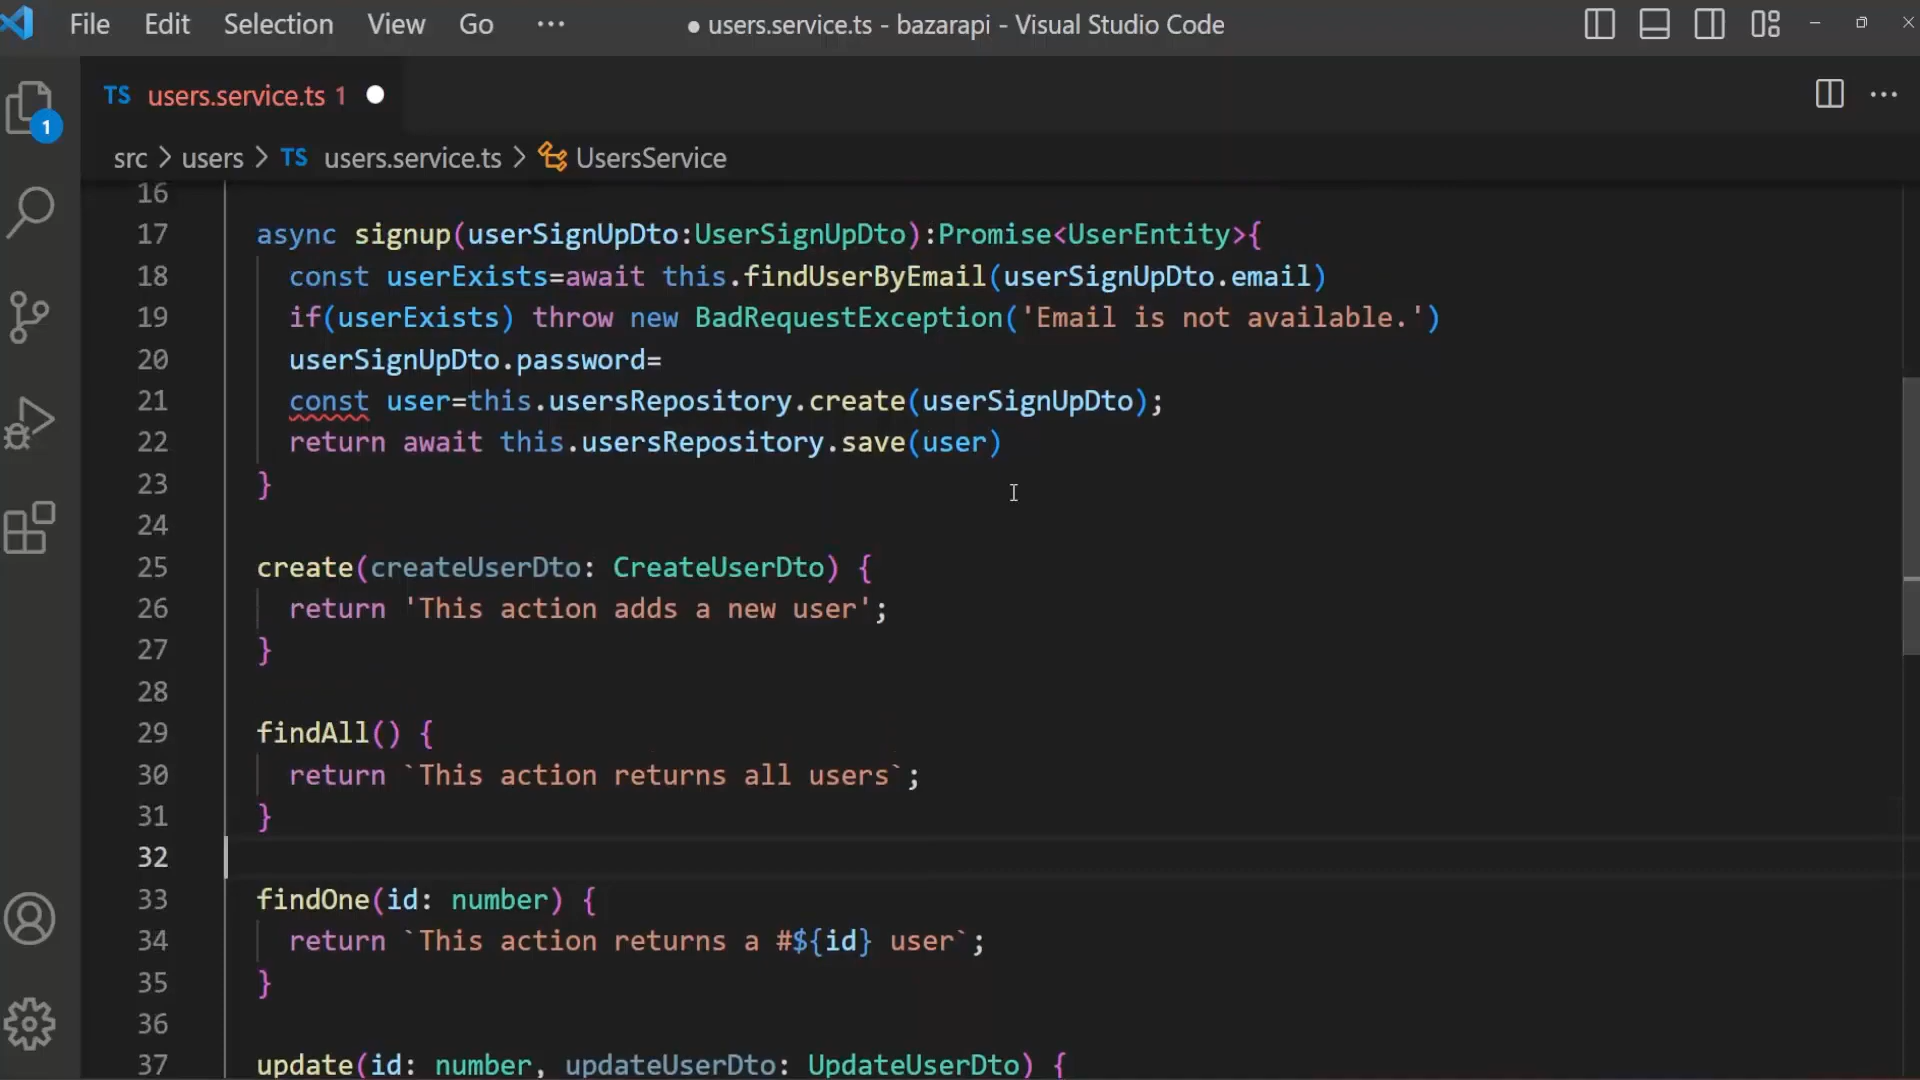 File Edit Selection View Go ··· ● users.service.ts - bazarapi - Visual Studio Code
TS users.service.ts 1 ●
1
src > users > TS users.service.ts > UsersService
16
17 async signup(userSignUpDto:UserSignUpDto):Promise<UserEntity>{
18 const userExists=await this.findUserByEmail(userSignUpDto.email)
19 if(userExists) throw new BadRequestException('Email is not available.')
20 userSignUpDto.password=
21 const user=this.usersRepository.create(userSignUpDto);
22 return await this.usersRepository.save(user)
23 }
24
25 create(createUserDto: CreateUserDto) {
26 return 'This action adds a new user';
27 }
28
29 findAll() {
30 return `This action returns all users`;
31 }
32
33 findOne(id: number) {
34 return `This action returns a #${id} user`;
35 }
36
37 update(id: number, updateUserDto: UpdateUserDto) {